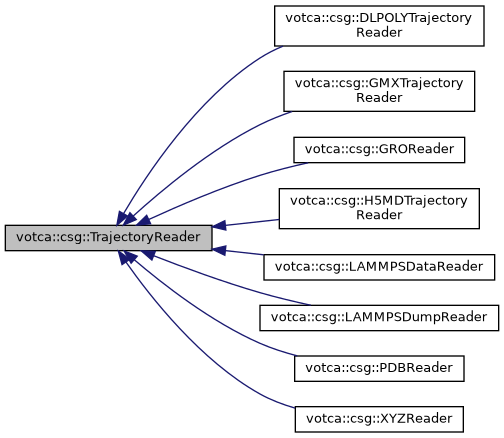 votca::csg::DLPOLYTrajectory
Reader
votca::csg::GMXTrajectory
Reader
votca::csg::GROReader
votca::csg::H5MDTrajectory
Reader
votca::csg::TrajectoryReader
votca::csg::LAMMPSDataReader
votca::csg::LAMMPSDumpReader
votca::csg::PDBReader
votca::csg::XYZReader